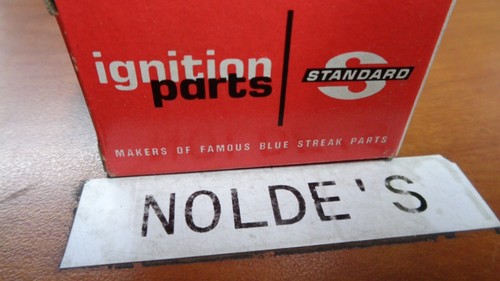 ignition
parts
S
STANDARD
MAKERS OF FAMOUS BLUE STREAK PARTS
NOLDE'S